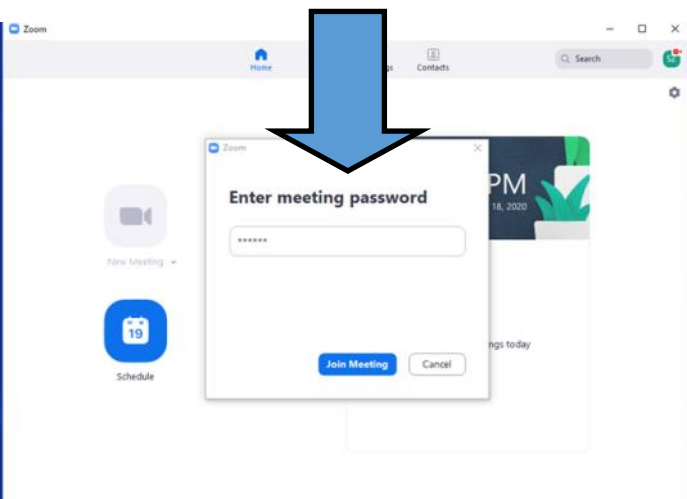 Zoom
Home
Contacts
Search
Zoom
PM
18, 2020
Enter meeting password
******
New Meeting
19
Schedule
today
Join Meeting
Cancel